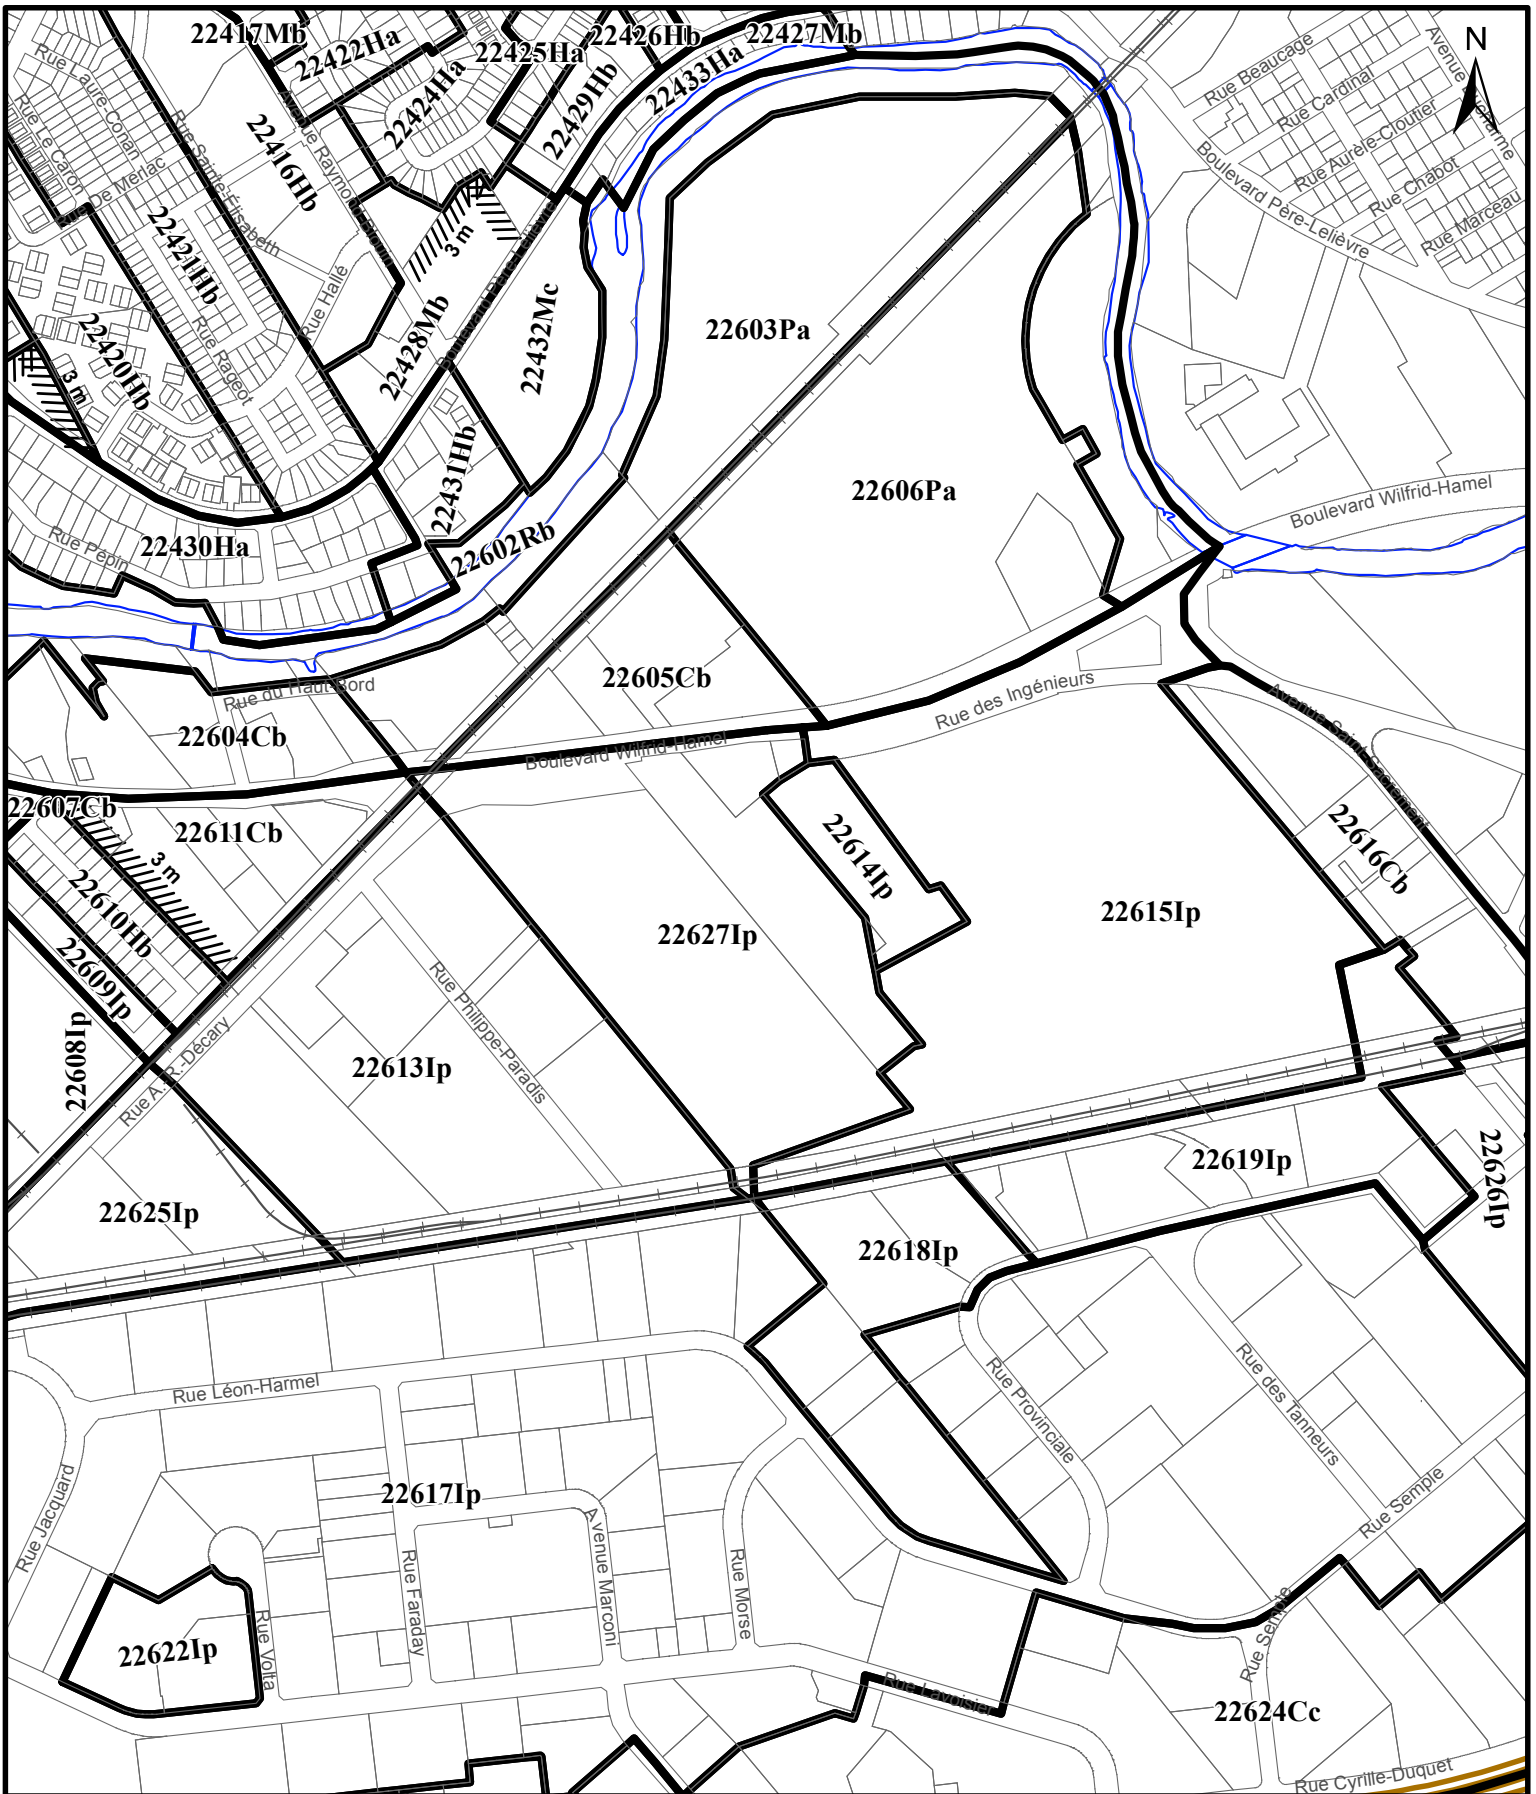 22417Mb
22422Ha
22424Ha
22425Ha
22426Hb
22427Mb
22433Ha
22429Hb
N
Rue Laure-Conan
Rue Le Caron
Rue De Merlac
Rue Sainte-Élisabeth
22416Hb
Rue Beaucage
Rue Cardinal
Rue Aurèle-Cloutier
Rue Chabot
Rue Marceau
Boulevard Père-Lelièvre
22421Hb
Rue Hallé
3 m
Boulevard Père-Lelièvre
22432Mc
22603Pa
22428Mb
22420Hb
Rue Rageot
3 m
22431Hb
22606Pa
Boulevard Wilfrid-Hamel
Rue Pépin
22430Ha
22602Rb
22605Cb
Rue du Haut-Bord
22604Cb
Rue des Ingénieurs
Boulevard Wilfrid-Hamel
Avenue Saint-Sacrement
22607Cb
22611Cb
3 m
22610Hb
22609Ip
22614Ip
22616Cb
22627Ip
22615Ip
22608Ip
Rue A.-R.-Décary
Rue Philippe-Paradis
22613Ip
22625Ip
22619Ip
22626Ip
22618Ip
Rue Léon-Harmel
Rue Provinciale
Rue des Tanneurs
Rue Jacquard
22617Ip
Avenue Marconi
Rue Faraday
Rue Morse
Rue Semple
Rue Semple
22622Ip
Rue Volta
Rue Lavoisier
22624Cc
Rue Cyrille-Duquet